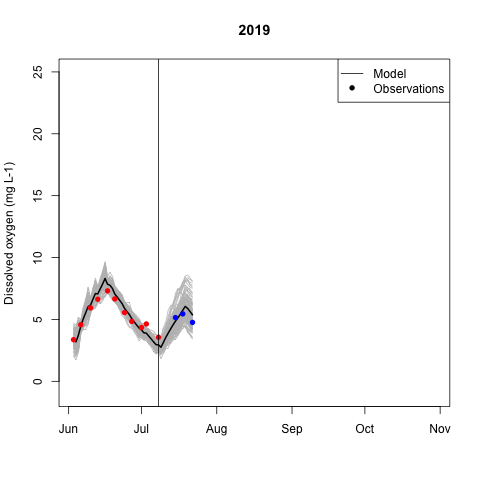 2019
Model
Observations
Dissolved oxygen (mg L-1)
25
20
15
10
5
0
Jun Jul Aug Sep Oct Nov